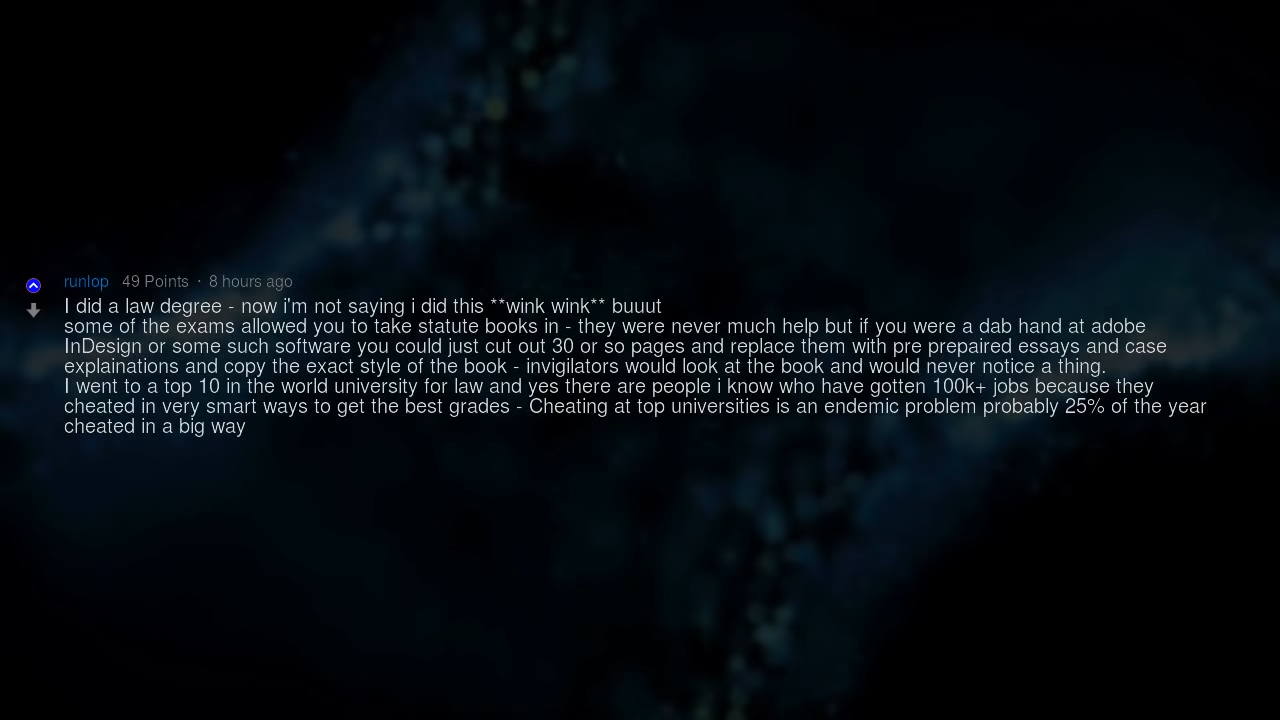 runlop 49 Points · 8 hours ago
I did a law degree - now i'm not saying i did this **wink wink** buuut
some of the exams allowed you to take statute books in - they were never much help but if you were a dab hand at adobe
InDesign or some such software you could just cut out 30 or so pages and replace them with pre prepaired essays and case
explainations and copy the exact style of the book - invigilators would look at the book and would never notice a thing.
I went to a top 10 in the world university for law and yes there are people i know who have gotten 100k+ jobs because they
cheated in very smart ways to get the best grades - Cheating at top universities is an endemic problem probably 25% of the year
cheated in a big way